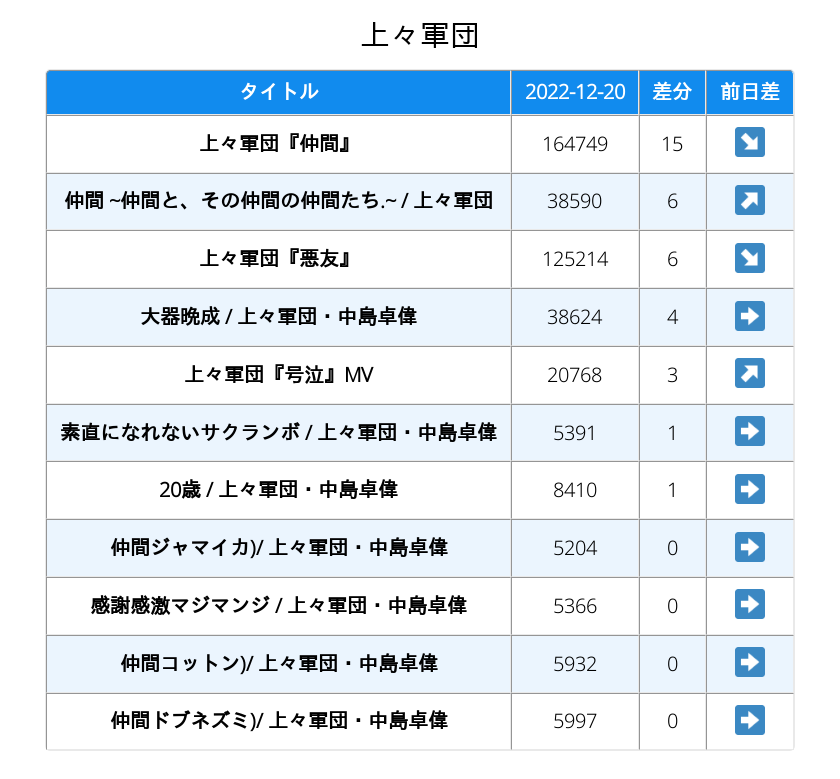 上々軍団
タイトル 2022-12-20 差分 前日差
上々軍団『仲間』 164749 15 ↘
仲間 ~仲間と、その仲間の仲間たち.~ / 上々軍団 38590 6 ↗
上々軍団『悪友』 125214 6 ↘
大器晩成 / 上々軍団・中島卓偉 38624 4 ➡
上々軍団『号泣』MV 20768 3 ↗
素直になれないサクランボ / 上々軍団・中島卓偉 5391 1 ➡
20歳 / 上々軍団・中島卓偉 8410 1 ➡
仲間ジャマイカ)/ 上々軍団・中島卓偉 5204 0 ➡
感謝感激マジマンジ / 上々軍団・中島卓偉 5366 0 ➡
仲間コットン)/ 上々軍団・中島卓偉 5932 0 ➡
仲間ドブネズミ)/ 上々軍団・中島卓偉 5997 0 ➡